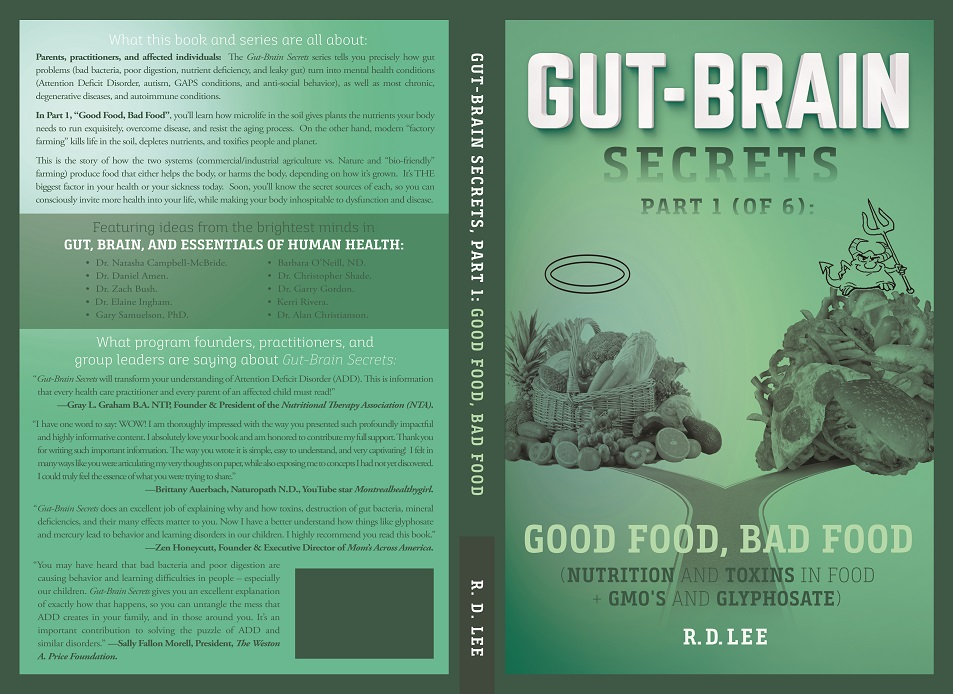 What this book and series are all about:
Parents, practitioners, and affected individuals: The Gut-Brain Secrets series tells you precisely how gut
problems (bad bacteria, poor digestion, nutrient deficiency, and leaky gut) turn into mental health conditions
(Attention Deficit Disorder, autism, GAPS conditions, and anti-social behavior), as well as most chronic,
degenerative diseases, and autoimmune conditions.
In Part 1, “Good Food, Bad Food”, you'll learn how microlife in the soil gives plants the nutrients your body
needs to run exquisitely, overcome disease, and resist the aging process. On the other hand, modern “factory
farming” kills life in the soil, depletes nutrients, and toxifies people and planet.
This is the story of how the two systems (commercial/industrial agriculture vs. Nature and “bio-friendly”
farming) produce food that either helps the body, or harms the body, depending on how it's grown. It's THE
biggest factor in your health or your sickness today. Soon, you'll know the secret sources of each, so you can
consciously invite more health into your life, while making your body inhospitable to dysfunction and disease.
Featuring ideas from the brightest minds in
GUT, BRAIN, AND ESSENTIALS OF HUMAN HEALTH:
• Dr. Natasha Campbell-McBride.
• Dr. Daniel Amen.
• Dr. Zach Bush.
• Dr. Elaine Ingham.
• Gary Samuelson, PhD.
• Barbara O'Neill, ND.
• Dr. Christopher Shade.
• Dr. Garry Gordon.
• Kerri Rivera.
• Dr. Alan Christianson.
What program founders, practitioners, and
group leaders are saying about Gut-Brain Secrets:
“Gut-Brain Secrets will transform your understanding of Attention Deficit Disorder (ADD). This is information
that every health care practitioner and every parent of an affected child must read!”
—Gray L. Graham B.A. NTP, Founder & President of the Nutritional Therapy Association (NTA).
“I have one word to say: WOW! I am thoroughly impressed with the way you presented such profoundly impactful
and highly informative content. I absolutely love your book and am honored to contribute my full support. Thank you
for writing such important information. The way you wrote it is simple, easy to understand, and very captivating! I felt in
many ways like you were articulating my very thoughts on paper, while also exposing me to concepts I had not yet discovered.
I could truly feel the essence of what you were trying to share.”
—Brittany Auerbach, Naturopath N.D., YouTube star Montrealhealthygirl.
“Gut-Brain Secrets does an excellent job of explaining why and how toxins, destruction of gut bacteria, mineral
deficiencies, and their many effects matter to you. Now I have a better understand how things like glyphosate
and mercury lead to behavior and learning disorders in our children. I highly recommend you read this book.”
—Zen Honeycutt, Founder & Executive Director of Mom's Across America.
“You may have heard that bad bacteria and poor digestion are
causing behavior and learning difficulties in people – especially
our children. Gut-Brain Secrets gives you an excellent explanation
of exactly how that happens, so you can untangle the mess that
ADD creates in your family, and in those around you. It's an
important contribution to solving the puzzle of ADD and
similar disorders.” —Sally Fallon Morell, President, The Weston
A. Price Foundation.
GUT-BRAIN SECRETS, PART 1: GOOD FOOD, BAD FOOD
R. D. LEE
GUT-BRAIN
SECRETS
PART 1 (OF 6):
GOOD FOOD, BAD FOOD
(NUTRITION AND TOXINS IN FOOD
+ GMO'S AND GLYPHOSATE)
R.D. LEE